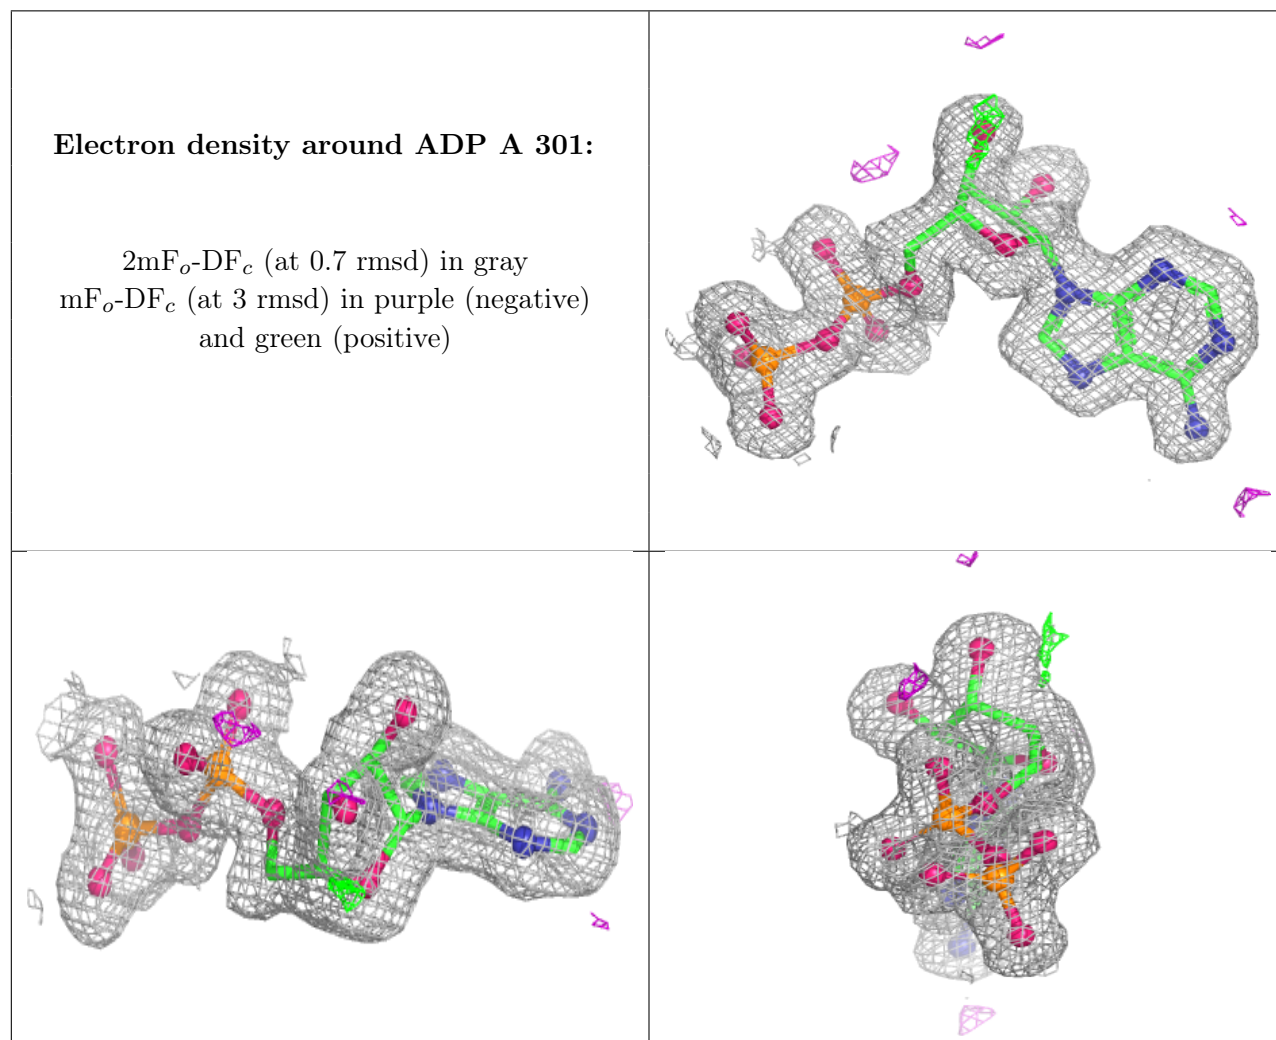 Electron density around ADP A 301:
2mFo-DFc (at 0.7 rmsd) in gray
mFo-DFc (at 3 rmsd) in purple (negative)
and green (positive)